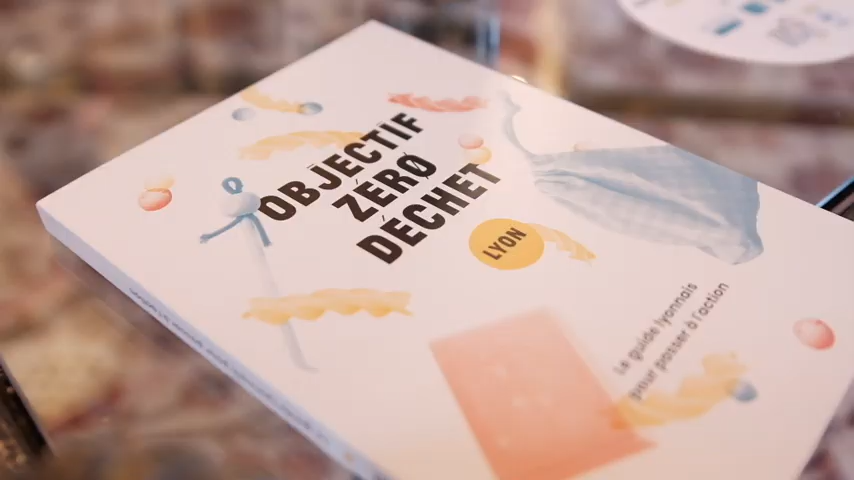 OBJECTIF
ZÉRØ
DÉCHET
LYON
Le guide lyonnais
pour passer à l'action